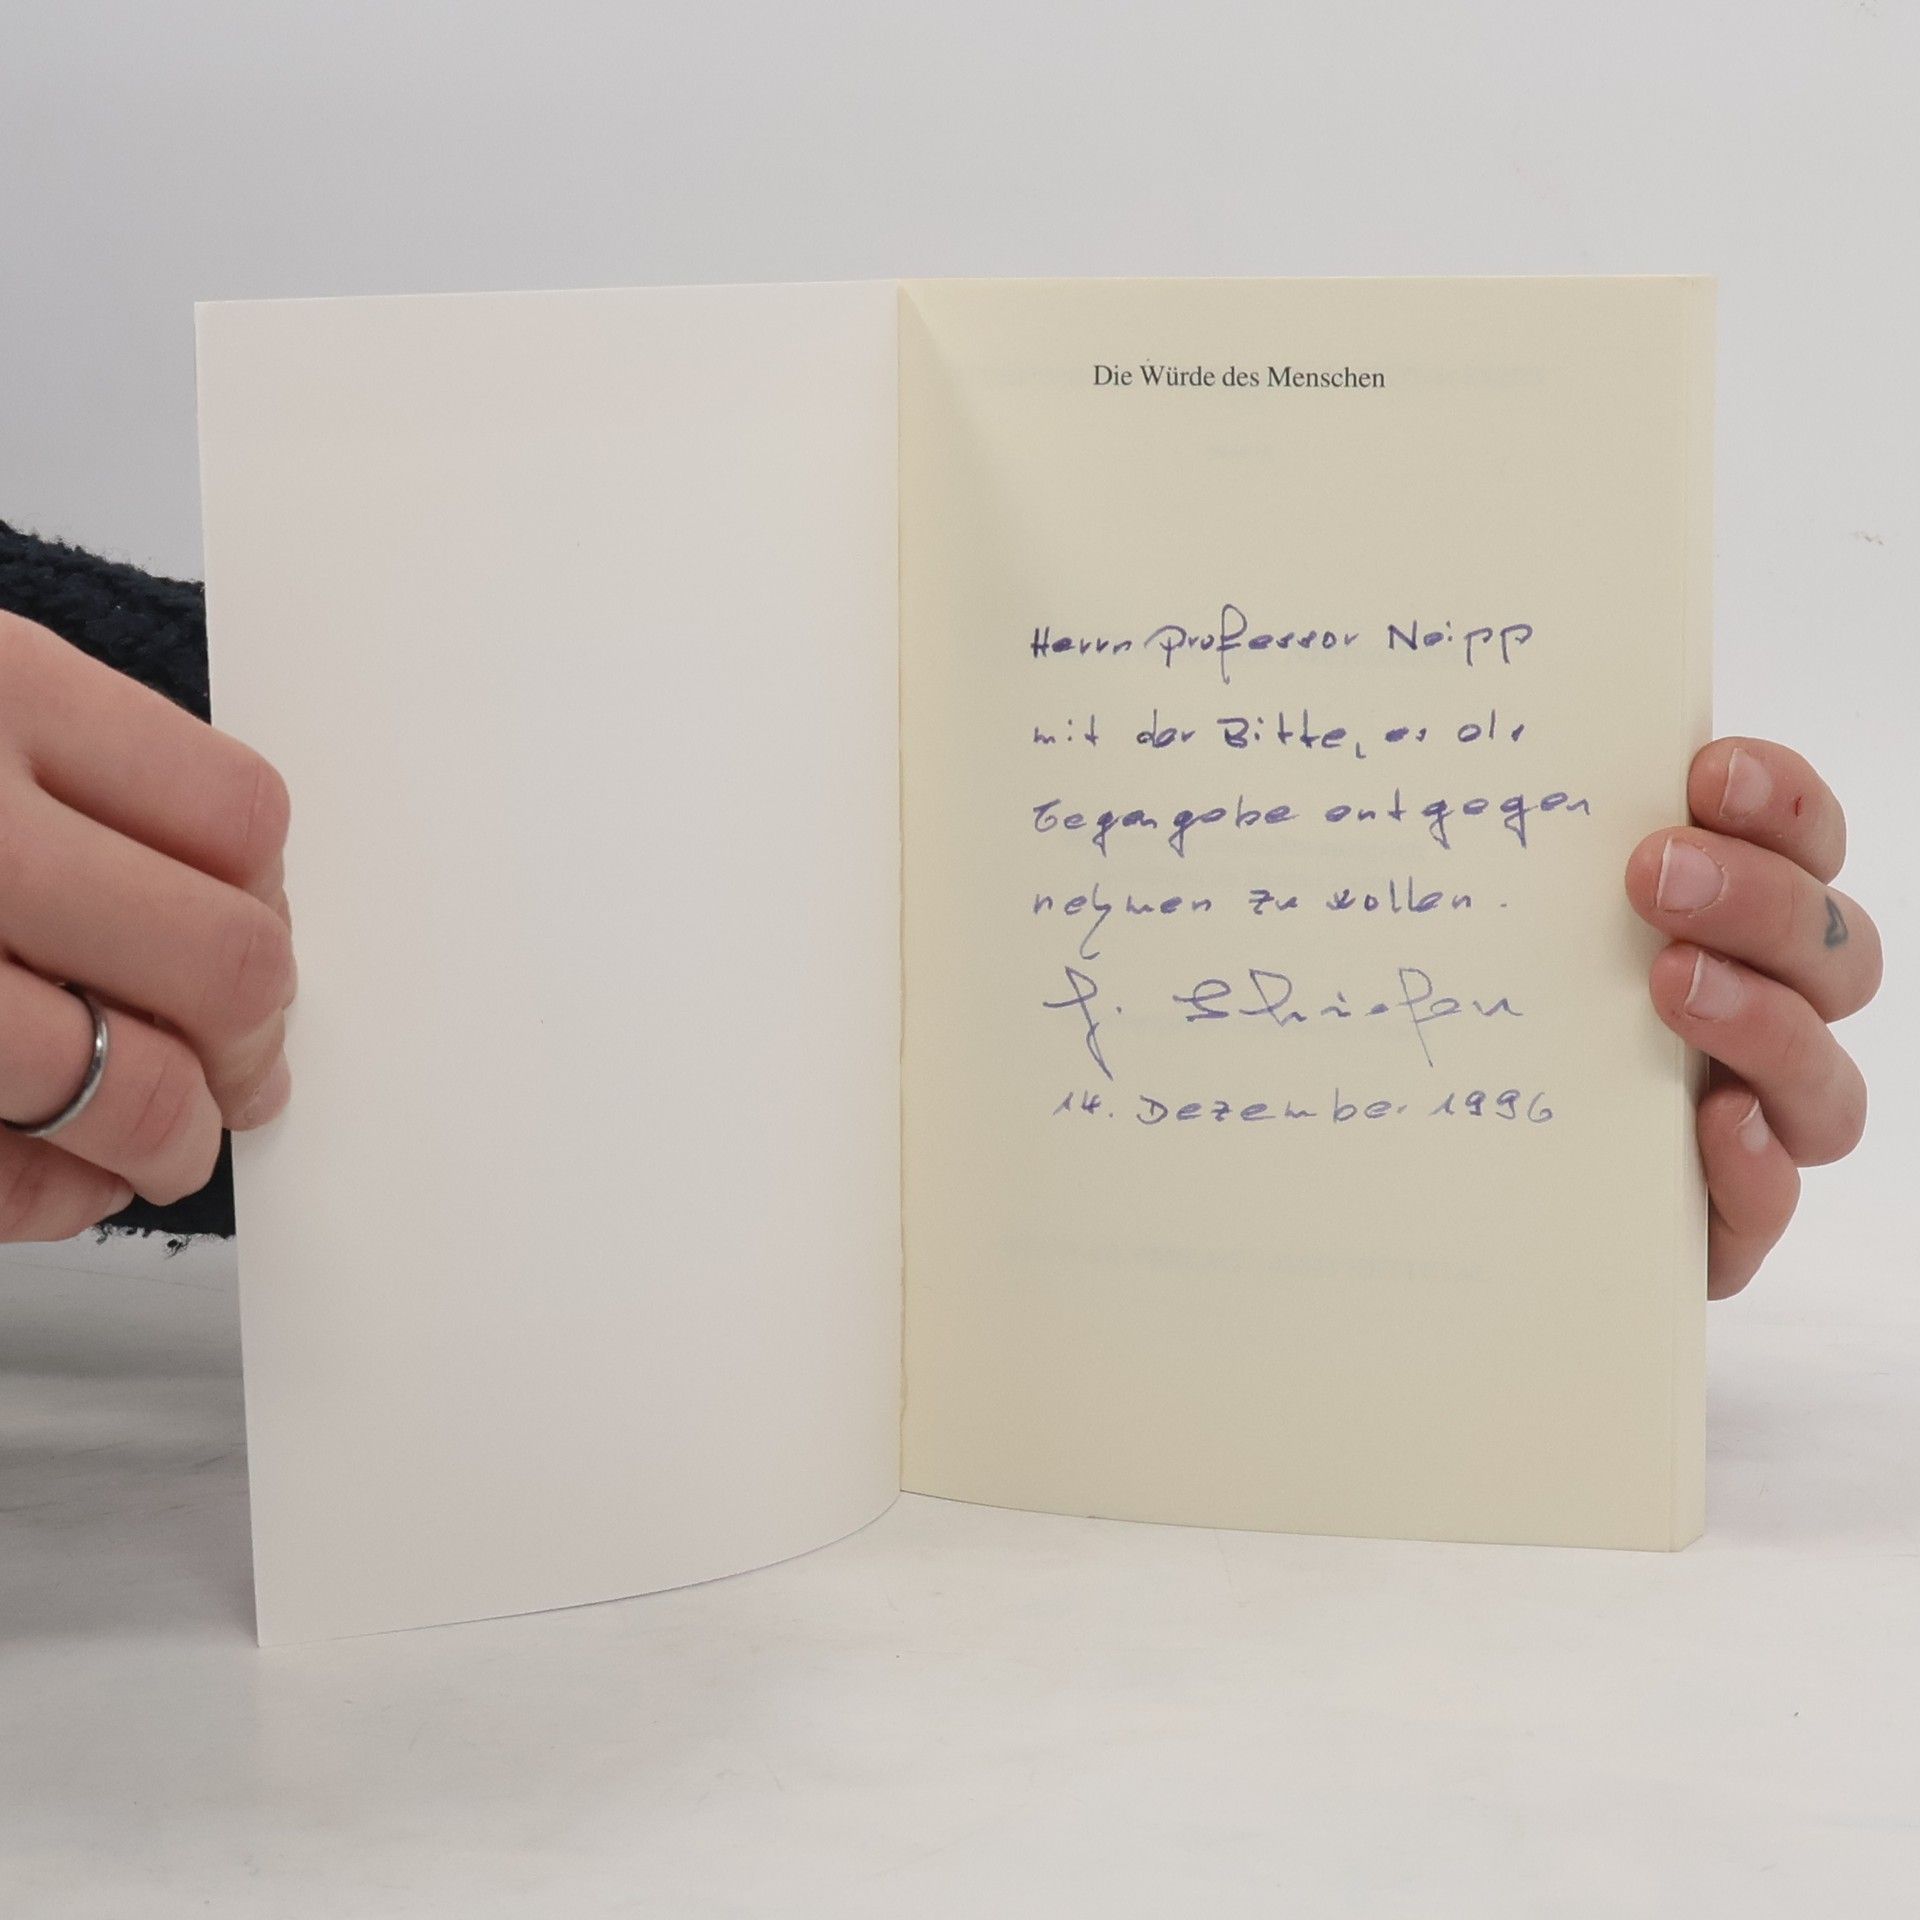 Die Würde des Menschen
Herrn Professor Neipp
mit der Bitte, es als
Gegengabe entgegen
nehmen zu wollen.
14. Dezember 1996